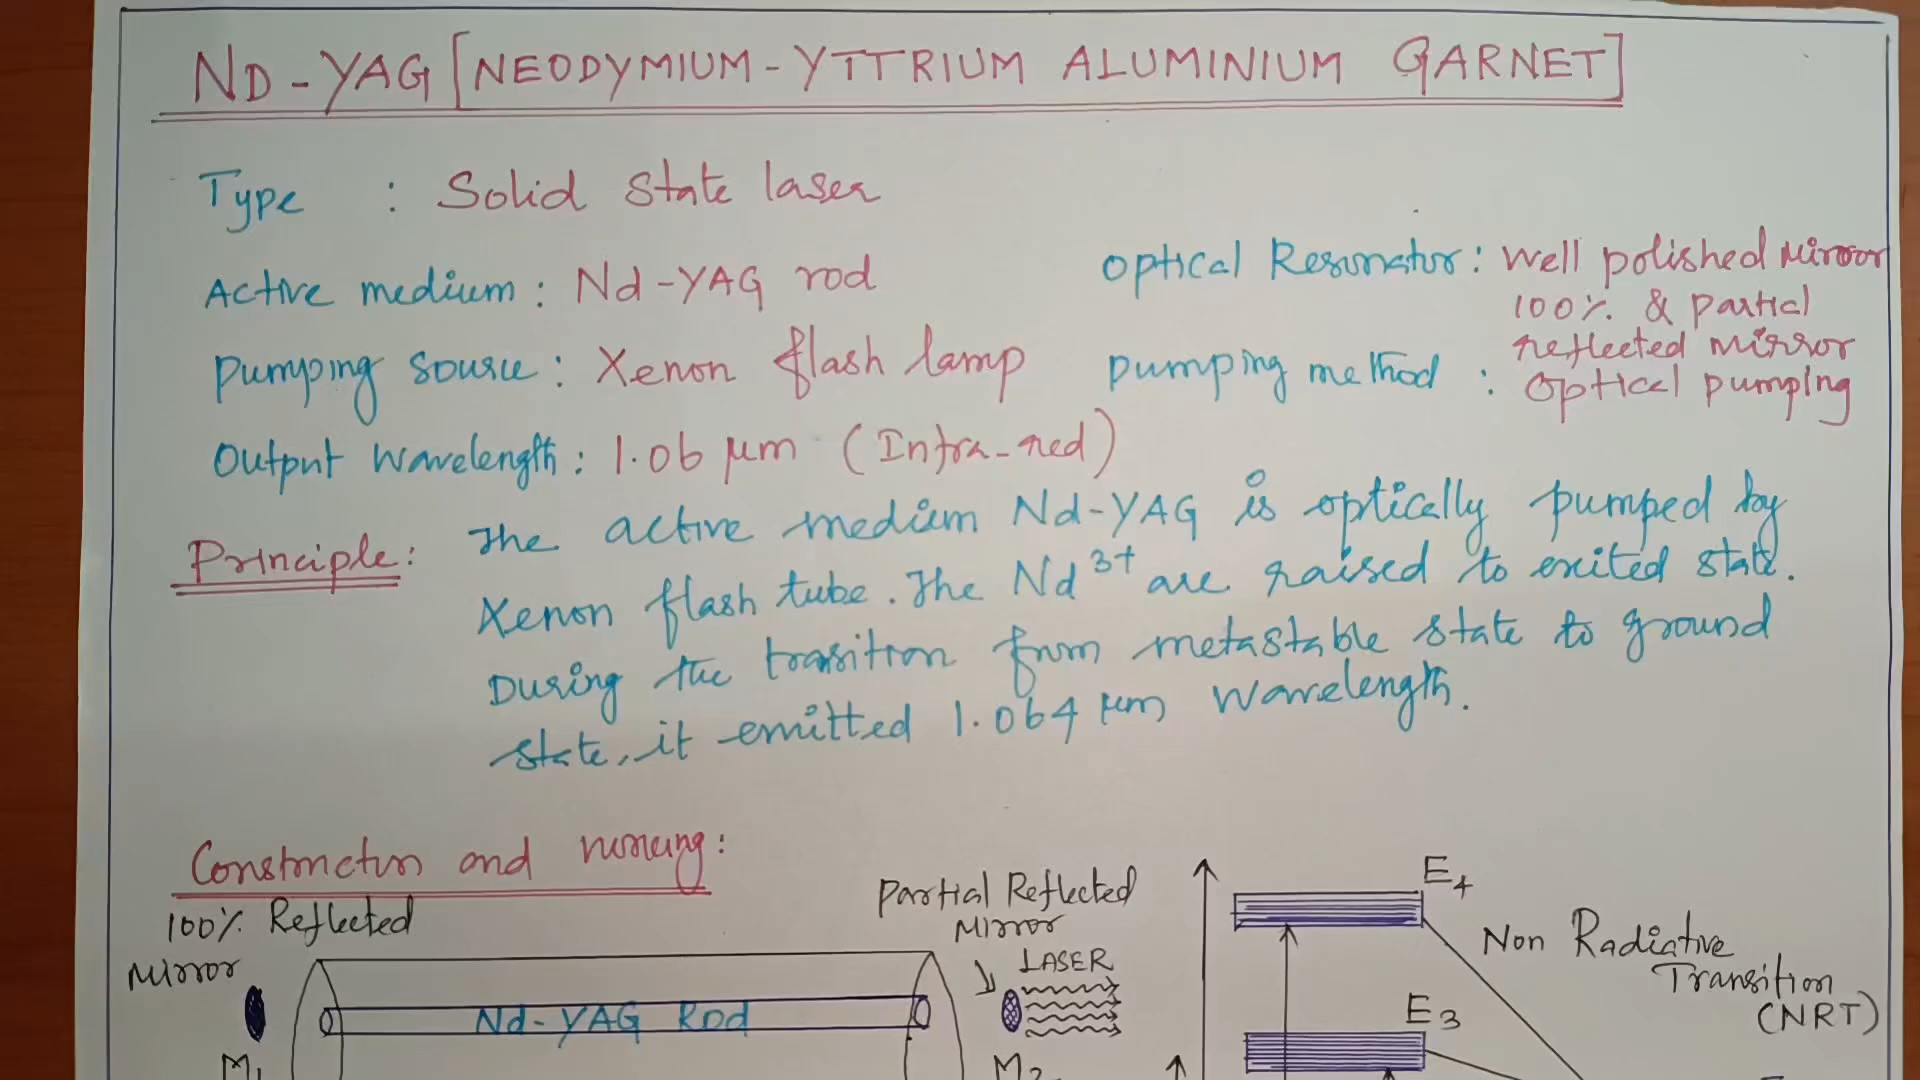 ND-YAG [NEODYMIUM-YTTRIUM ALUMINIUM GARNET]
Type : Solid state laser
Active medium : Nd-YAG rod
Optical Resonator : well polished Mirror
100% & partial
reflected mirror
Pumping source : Xenon flash lamp
Pumping method : Optical pumping
Output wavelength : 1.06 μm (Infra-red)
Principle : The active medium Nd-YAG is optically pumped by
Xenon flash tube. The Nd3+ are raised to excited state.
During the transition from metastable state to ground
state, it emitted 1.064 μm wavelength.
Construction and working :
100% Reflected
Mirror
M1
Nd-YAG Rod
Partial Reflected
Mirror
LASER
M2
E4
Non Radiative
Transition
(NRT)
E3